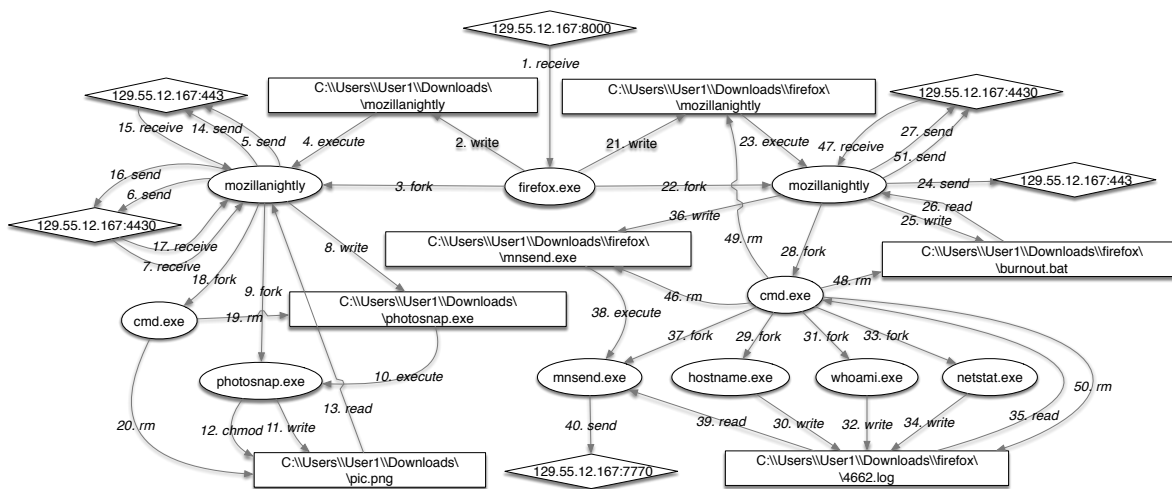 129.55.12.167:8000
1. receive
C:\\Users\\User1\\Downloads\
\mozillanightly
C:\\Users\\User1\\Downloads\\firefox\
\mozillanightly
129.55.12.167:443
129.55.12.167:4430
15. receive
14. send
5. send
4. execute
2. write
21. write
23. execute
47. receive
27. send
51. send
16. send
6. send
mozillanightly
3. fork
firefox.exe
22. fork
mozillanightly
24. send
129.55.12.167:443
129.55.12.167:4430
17. receive
7. receive
18. fork
8. write
36. write
49. rm
28. fork
26. read
25. write
C:\\Users\\User1\\Downloads\\firefox\
\mnsend.exe
C:\\Users\\User1\\Downloads\\firefox\
\burnout.bat
9. fork
cmd.exe
19. rm
C:\\Users\\User1\\Downloads\
\photosnap.exe
46. rm
cmd.exe
48. rm
38. execute
37. fork
29. fork
31. fork
33. fork
photosnap.exe
10. execute
13. read
mnsend.exe
hostname.exe
whoami.exe
netstat.exe
50. rm
20. rm
12. chmod
11. write
40. send
39. read
30. write
32. write
34. write
35. read
C:\\Users\\User1\\Downloads\
\pic.png
129.55.12.167:7770
C:\\Users\\User1\\Downloads\\firefox\
\4662.log